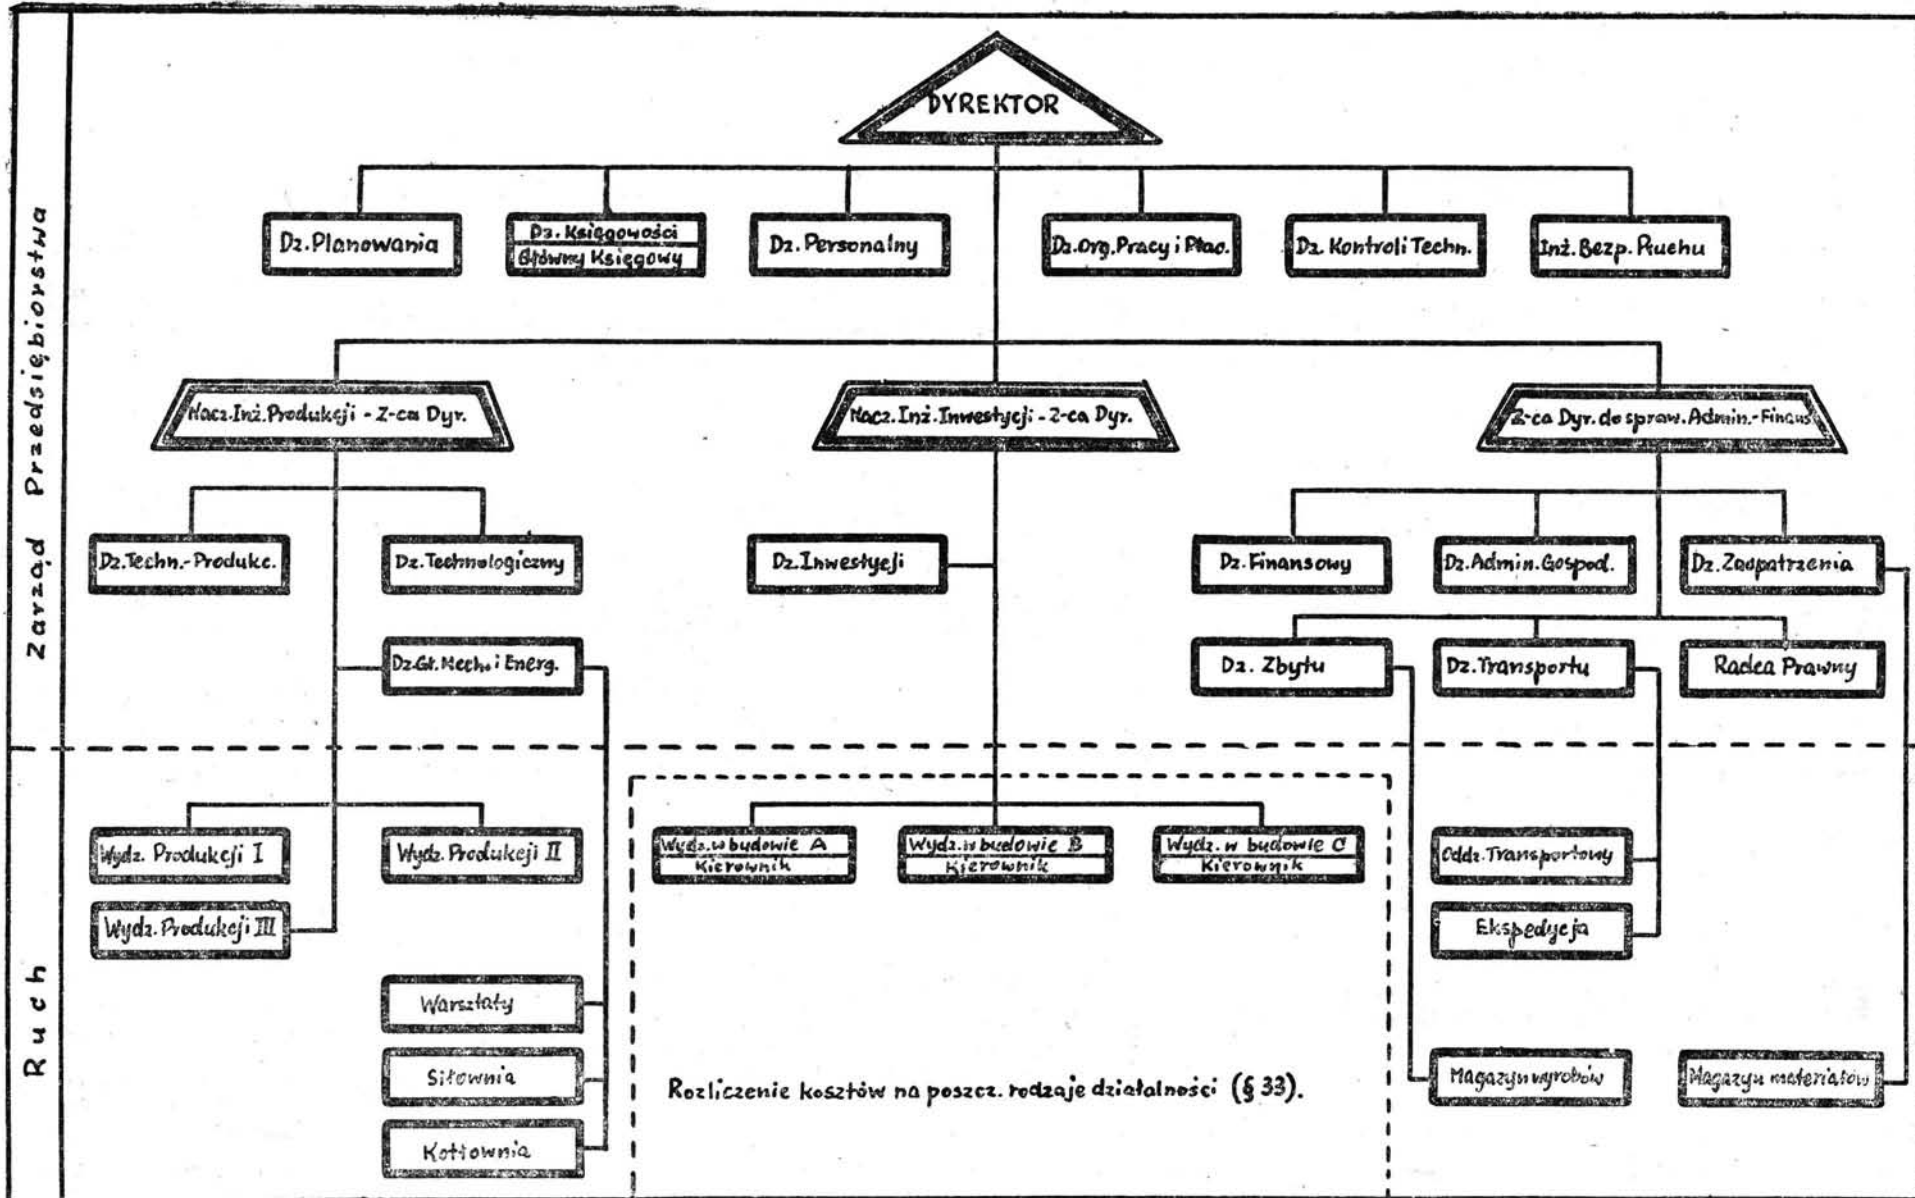 DYREKTOR
Dz. Planowania
Dz. Księgowości
Główny Księgowy
Dz. Personalny
Dz. Org. Pracy i Płac.
Dz. Kontroli Techn.
Inż. Bezp. Ruchu
Zarząd Przedsiębiorstwa
Nacz. Inż. Produkcji - Z-ca Dyr.
Nacz. Inż. Inwestycji - Z-ca Dyr.
Z-ca Dyr. do spraw. Admin.-Finans
Dz. Techn.-Produkc.
Dz. Technologiczny
Dz. Inwestycji
Dz. Finansowy
Dz. Admin. Gospod.
Dz. Zaopatrzenia
Dz. Gł. Mech. i Energ.
Dz. Zbytu
Dz. Transportu
Radca Prawny
Ruch
Wydz. Produkcji I
Wydz. Produkcji II
Wydz. w budowie A
Kierownik
Wydz. w budowie B
Kierownik
Wydz. w budowie C
Kierownik
Oddz. Transportowy
Wydz. Produkcji III
Ekspedycja
Warsztaty
Siłownia
Rozliczenie kosztów na poszcz. rodzaje działalności (§ 33).
Magazyn wyrobów
Magazyn materiałów
Kotłownia